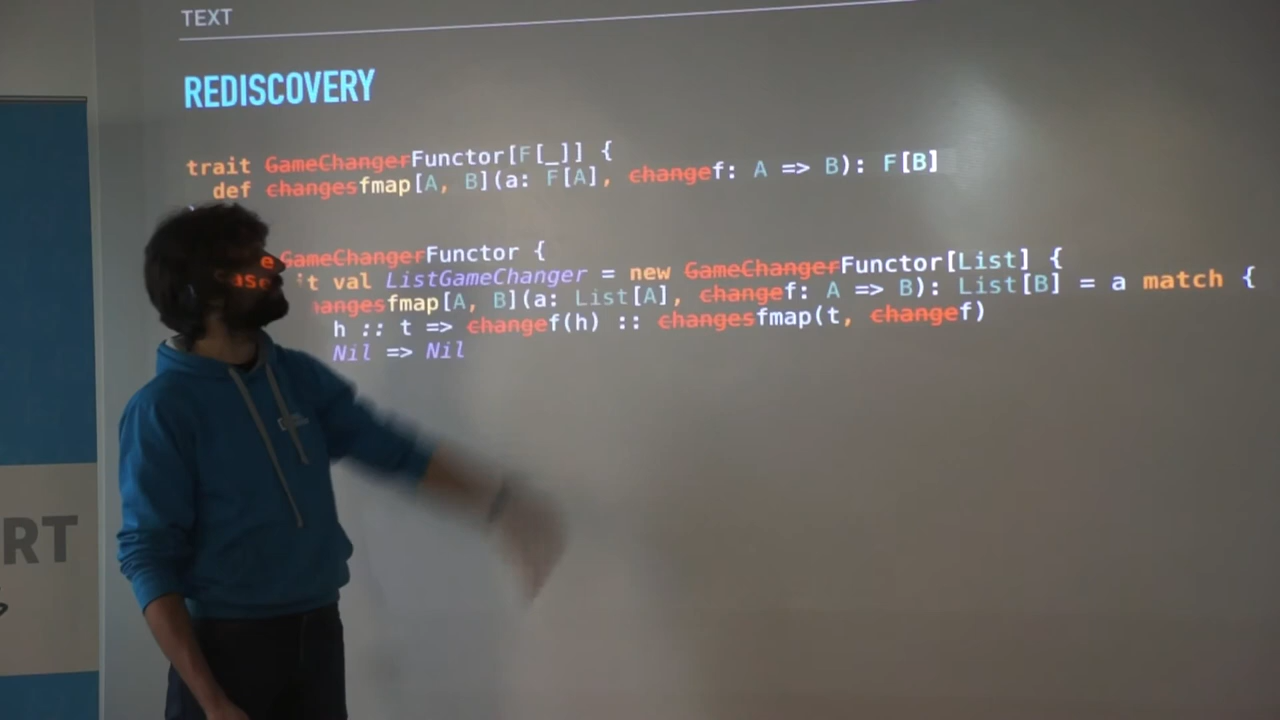 TEXT
REDISCOVERY
trait GameChangerFunctor[F[_]] {
def changesfmap[A, B](a: F[A], changef: A => B): F[B]
GameChangerFunctor {
val ListGameChanger = new GameChangerFunctor[List] {
changesfmap[A, B](a: List[A], changef: A => B): List[B] = a match {
h :: t => changef(h) :: changesfmap(t, changef)
Nil => Nil
RT